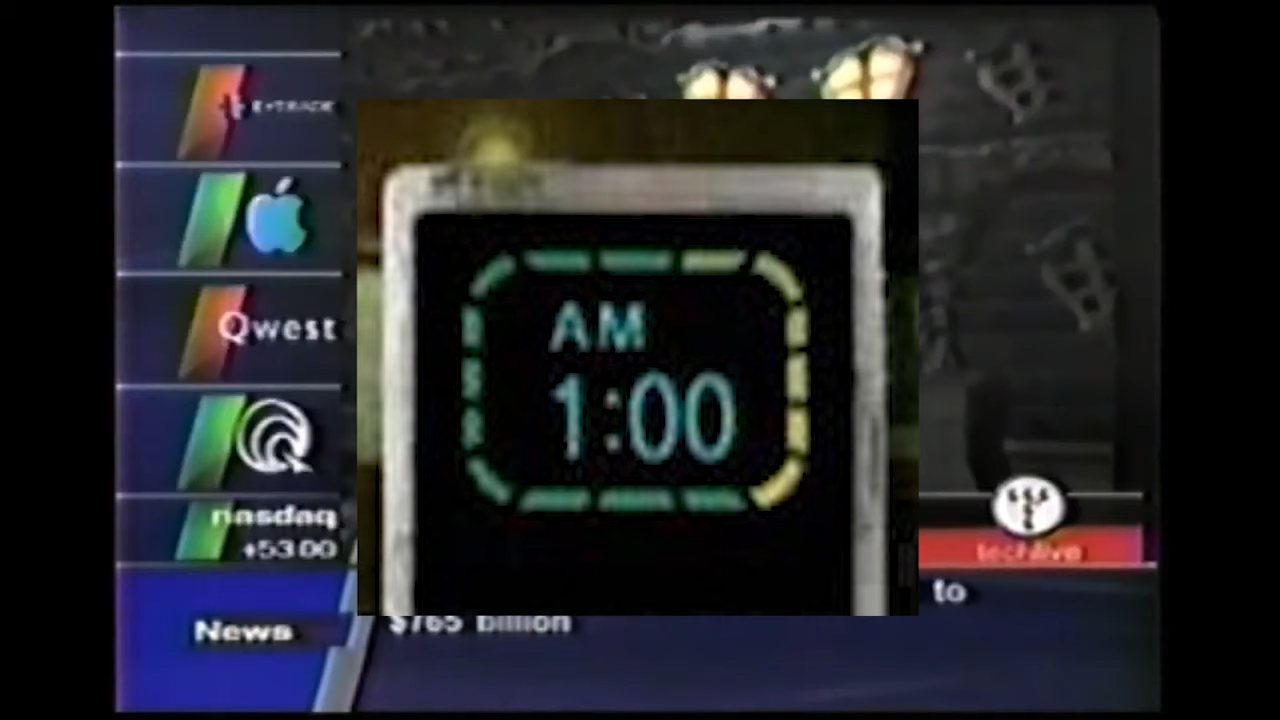 E*TRADE
Qwest
nasdaq
+53.00
News
AM
1:00
techlive
to
$765 billion